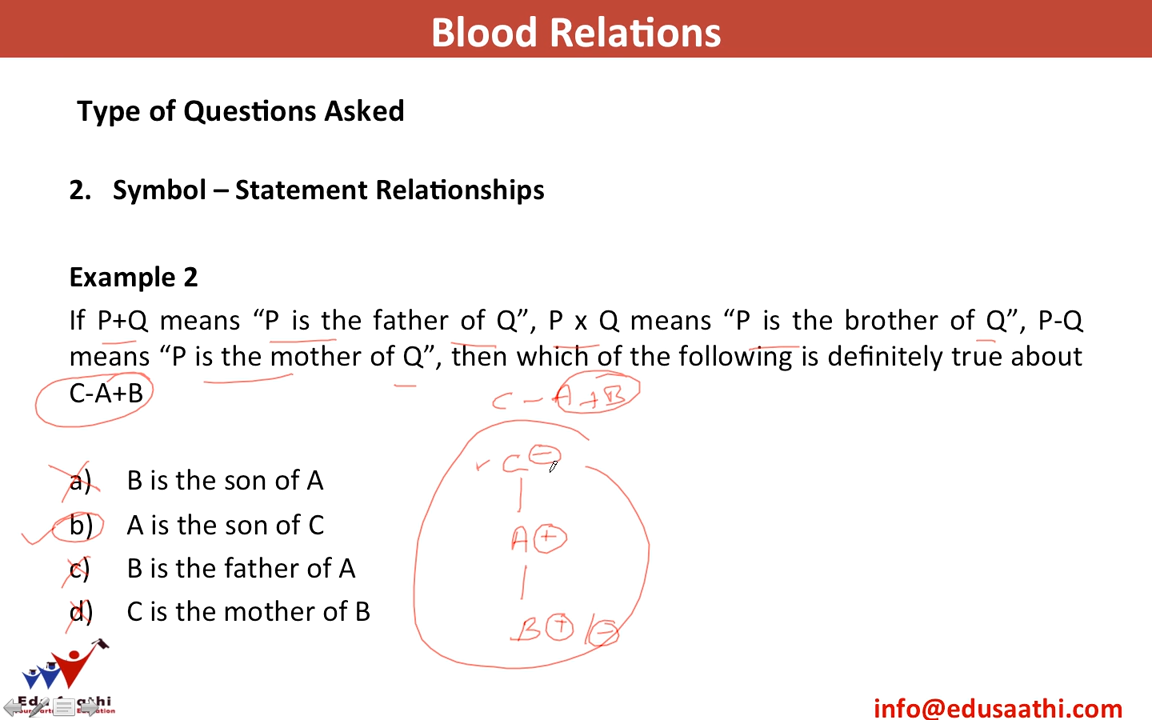 Blood Relations
Type of Questions Asked
2. Symbol – Statement Relationships
Example 2
If P+Q means “P is the father of Q”, P x Q means “P is the brother of Q”, P-Q
means “P is the mother of Q”, then which of the following is definitely true about
C-A+B
C - A + B
a) B is the son of A
b) A is the son of C
c) B is the father of A
d) C is the mother of B
C -
A +
B + / -
info@edusaathi.com